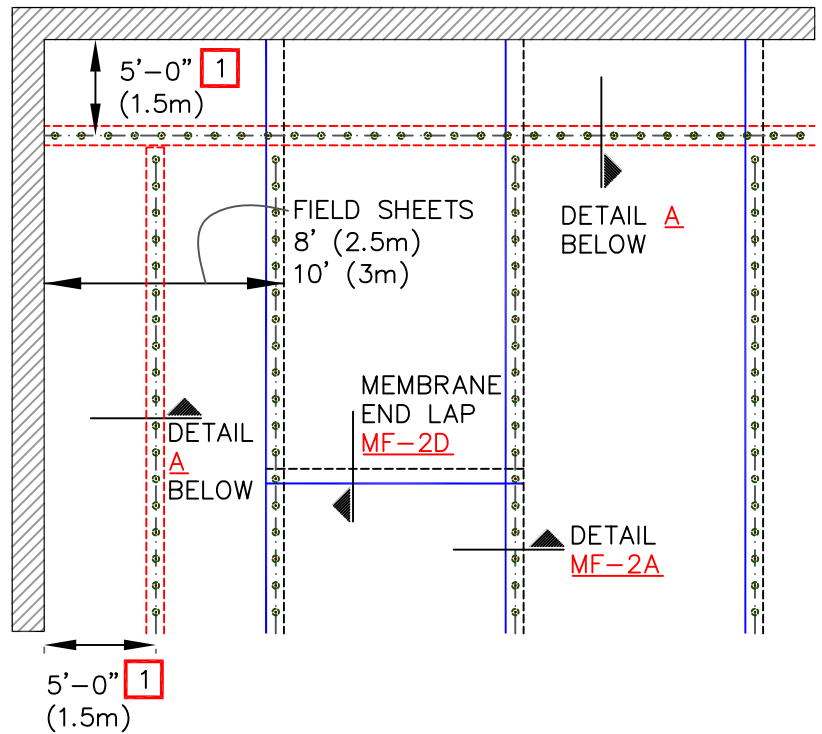 5'-0" 1
(1.5m)
FIELD SHEETS
8' (2.5m)
10' (3m)
DETAIL A
BELOW
MEMBRANE
END LAP
MF-2D
DETAIL
A
BELOW
DETAIL
MF-2A
5'-0" 1
(1.5m)